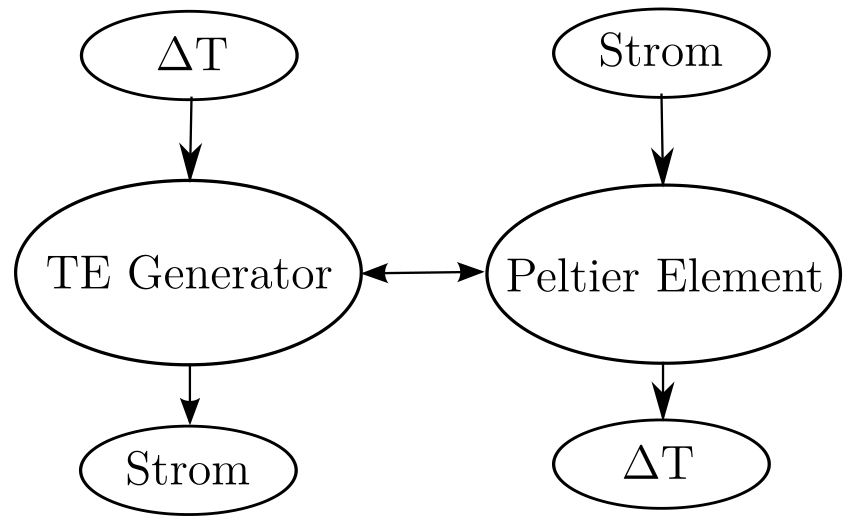 ΔT
Strom
TE Generator
Peltier Element
Strom
ΔT